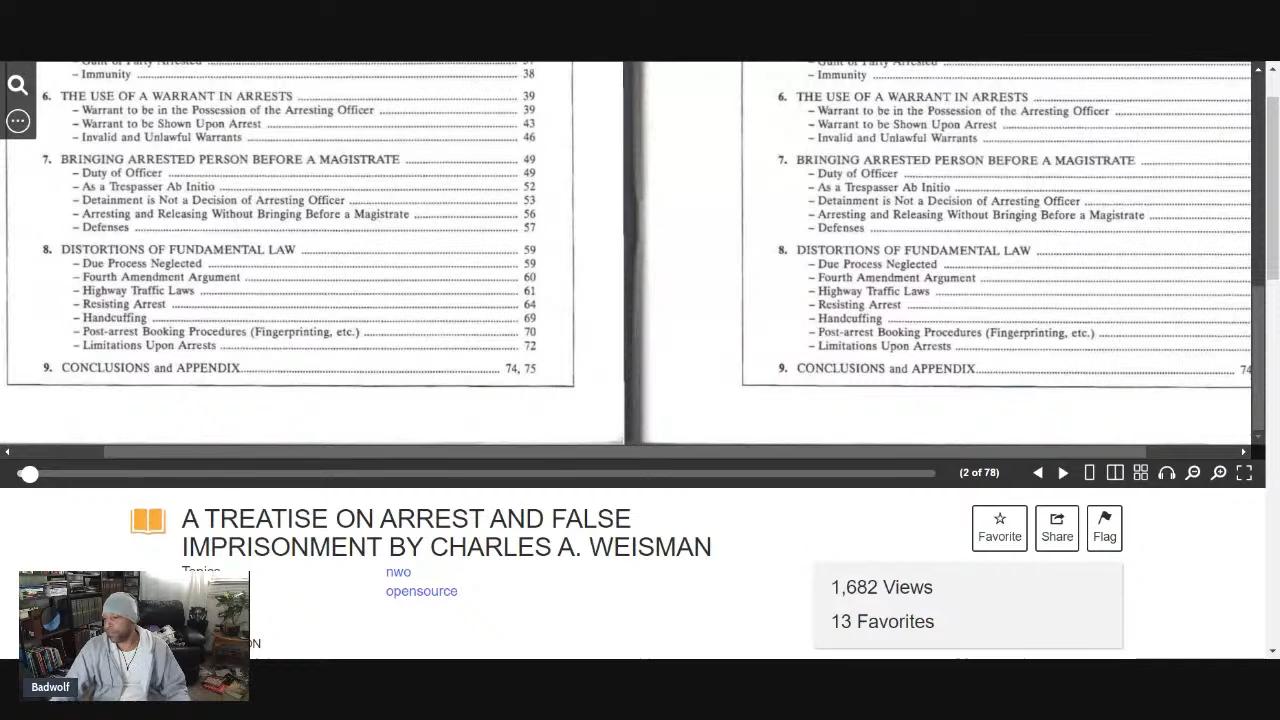 – Immunity 38
6. THE USE OF A WARRANT IN ARRESTS 39
– Warrant to be in the Possession of the Arresting Officer 39
– Warrant to be Shown Upon Arrest 43
– Invalid and Unlawful Warrants 46
7. BRINGING ARRESTED PERSON BEFORE A MAGISTRATE 49
– Duty of Officer 49
– As a Trespasser Ab Initio 52
– Detainment is Not a Decision of Arresting Officer 53
– Arresting and Releasing Without Bringing Before a Magistrate 56
– Defenses 57
8. DISTORTIONS OF FUNDAMENTAL LAW 59
– Due Process Neglected 59
– Fourth Amendment Argument 60
– Highway Traffic Laws 61
– Resisting Arrest 64
– Handcuffing 69
– Post-arrest Booking Procedures (Fingerprinting, etc.) 70
– Limitations Upon Arrests 72
9. CONCLUSIONS and APPENDIX 74, 75
– Immunity
6. THE USE OF A WARRANT IN ARRESTS
– Warrant to be in the Possession of the Arresting Officer
– Warrant to be Shown Upon Arrest
– Invalid and Unlawful Warrants
7. BRINGING ARRESTED PERSON BEFORE A MAGISTRATE
– Duty of Officer
– As a Trespasser Ab Initio
– Detainment is Not a Decision of Arresting Officer
– Arresting and Releasing Without Bringing Before a Magistrate
– Defenses
8. DISTORTIONS OF FUNDAMENTAL LAW
– Due Process Neglected
– Fourth Amendment Argument
– Highway Traffic Laws
– Resisting Arrest
– Handcuffing
– Post-arrest Booking Procedures (Fingerprinting, etc.)
– Limitations Upon Arrests
9. CONCLUSIONS and APPENDIX 74
(2 of 78)
A TREATISE ON ARREST AND FALSE
IMPRISONMENT BY CHARLES A. WEISMAN
Favorite
Share
Flag
Topics
nwo
opensource
1,682 Views
13 Favorites
ON
Badwolf